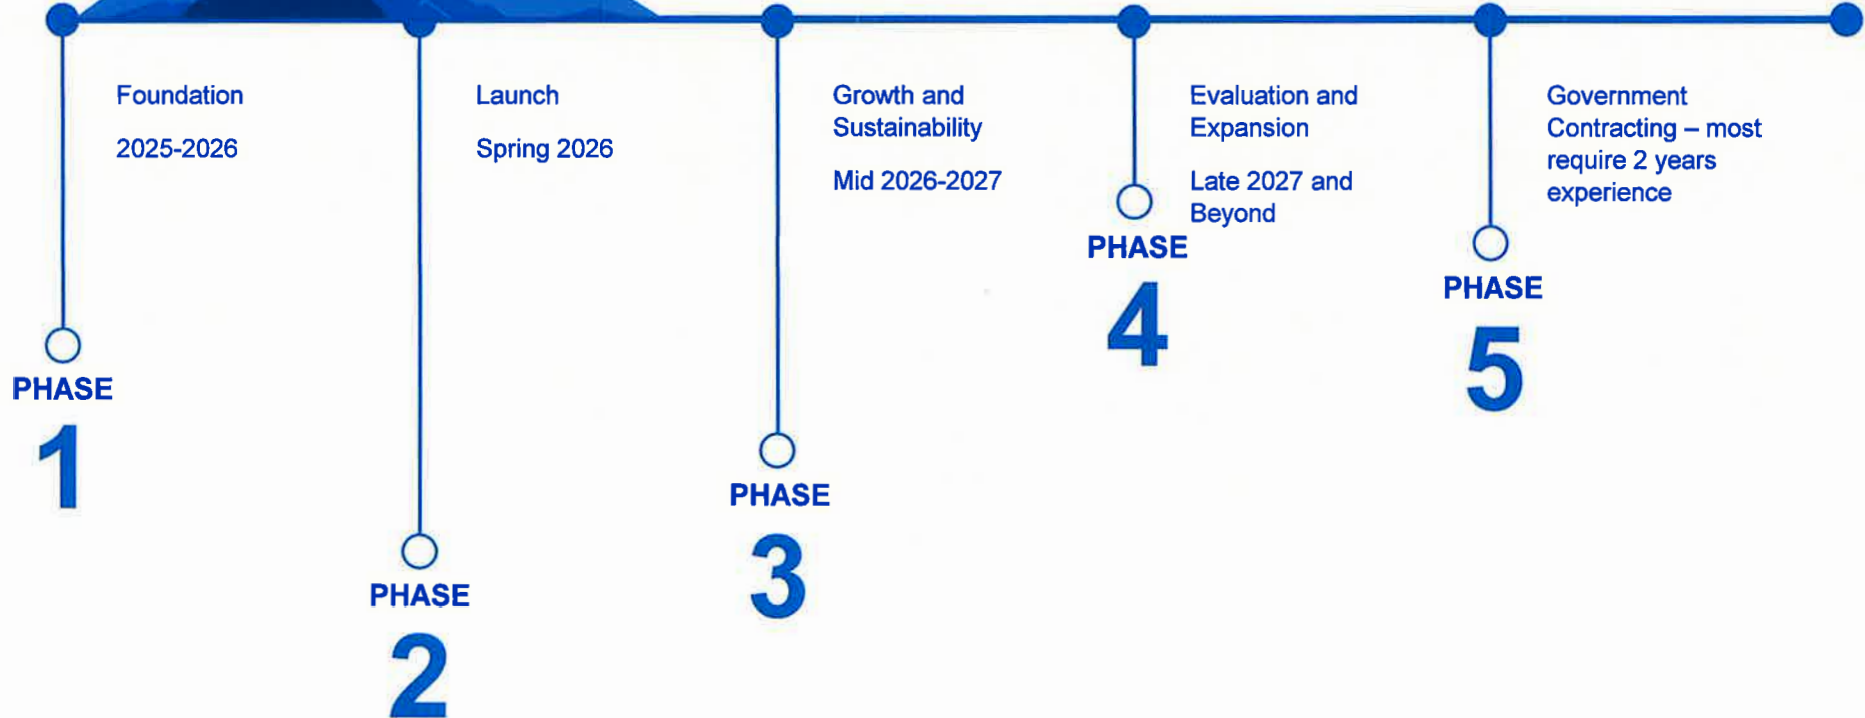 Foundation
2025-2026
PHASE
1
Launch
Spring 2026
PHASE
2
Growth and
Sustainability
Mid 2026-2027
PHASE
3
Evaluation and
Expansion
Late 2027 and
Beyond
PHASE
4
Government
Contracting – most
require 2 years
experience
PHASE
5